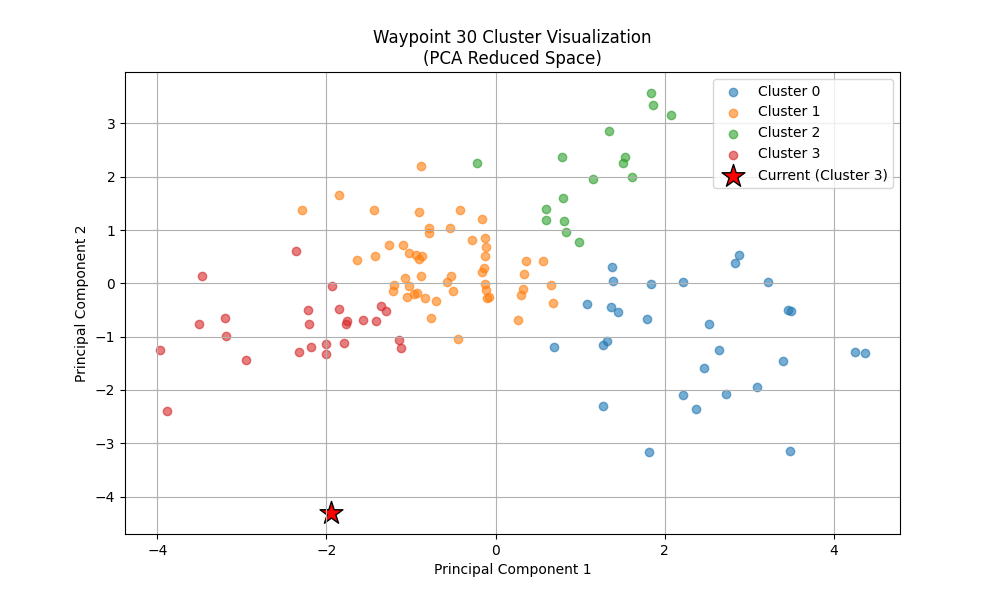 Waypoint 30 Cluster Visualization
(PCA Reduced Space)
Cluster 0
Cluster 1
Cluster 2
Cluster 3
Current (Cluster 3)
Principal Component 2
3
2
1
0
−1
−2
−3
−4
−4
−2
0
2
4
Principal Component 1